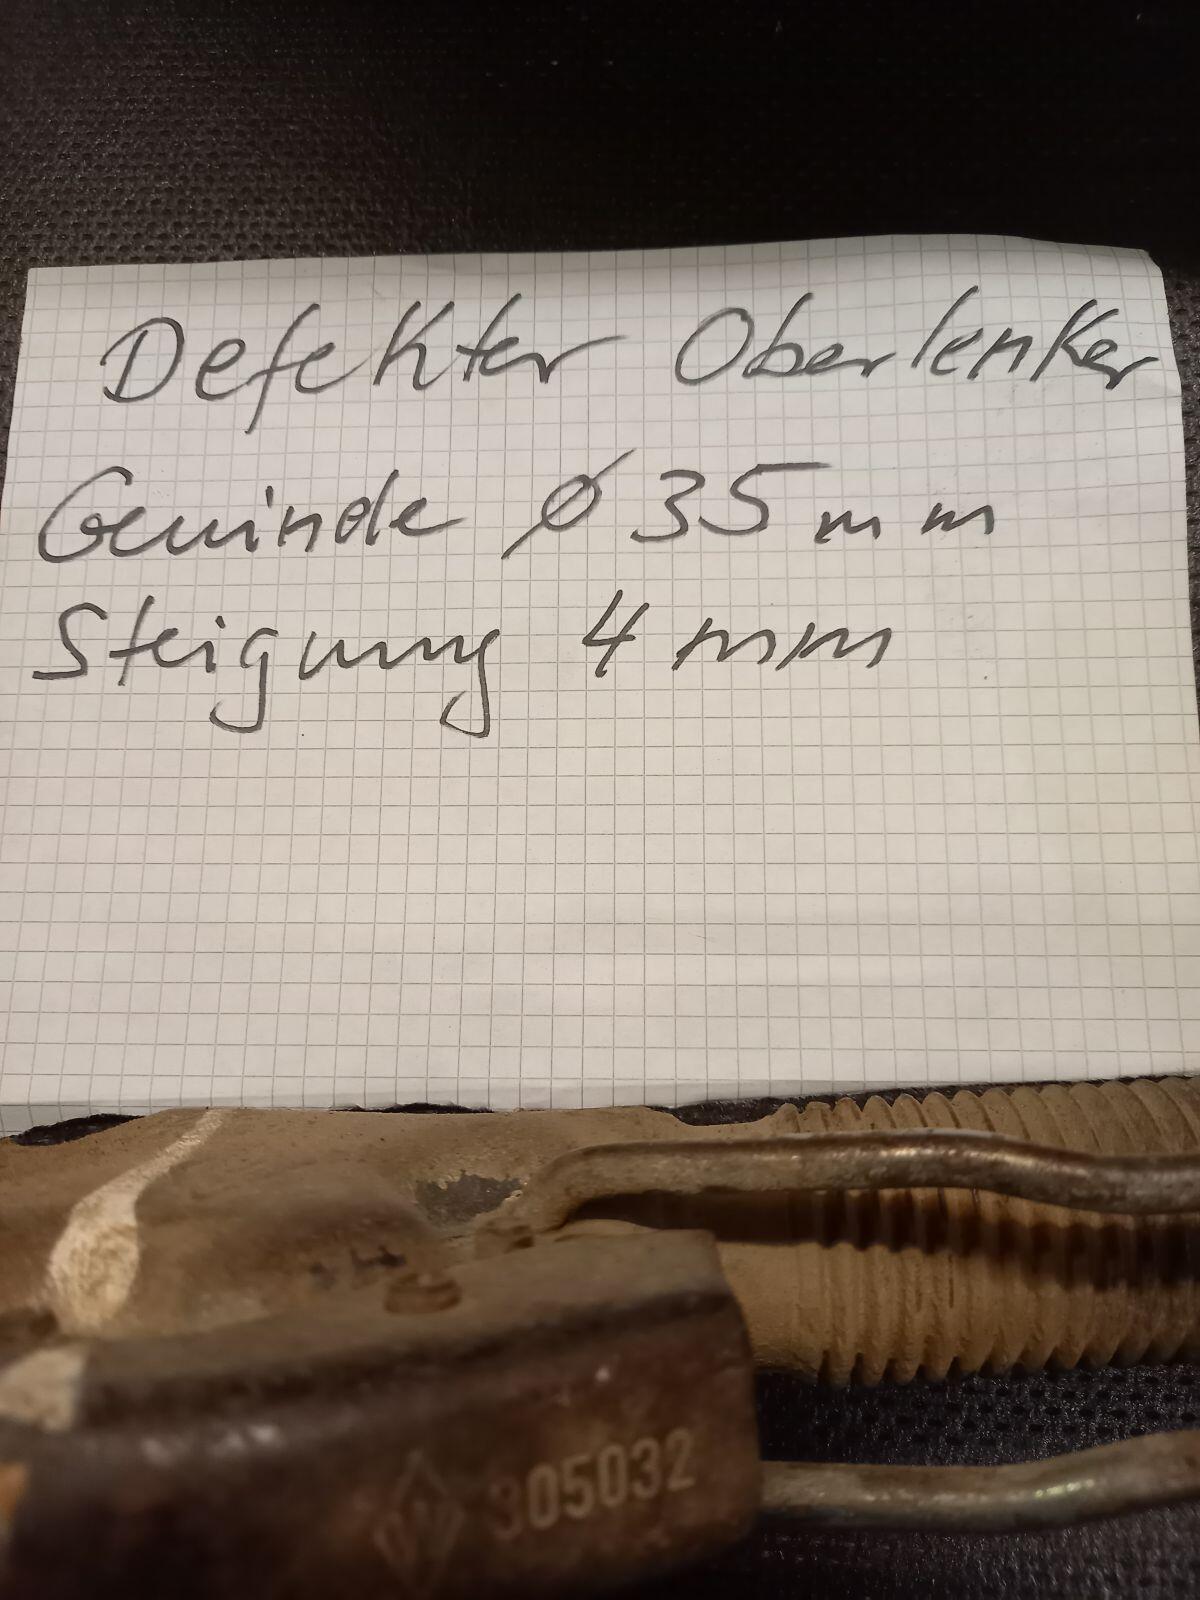 Defekter Oberlenker
Gewinde Ø 35 mm
Steigung 4 mm
305032